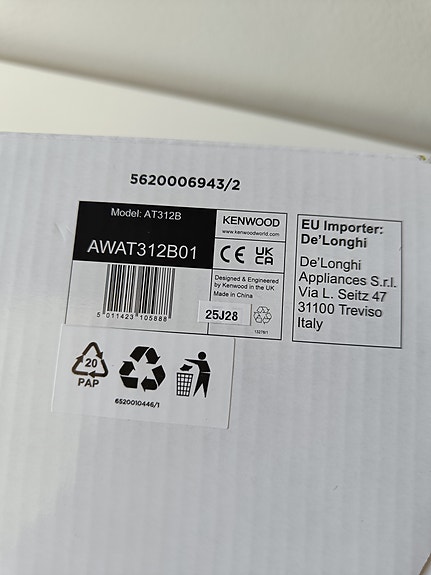 5620006943/2
Model: AT312B
AWAT312B01
5 011423 105888
KENWOOD
www.kenwoodworld.com
CE UK
CA
Designed & Engineered
by Kenwood in the UK
Made in China
25J28
13276/1
EU Importer:
De'Longhi
De'Longhi
Appliances S.r.l.
Via L. Seitz 47
31100 Treviso
Italy
20
PAP
6520010446/1